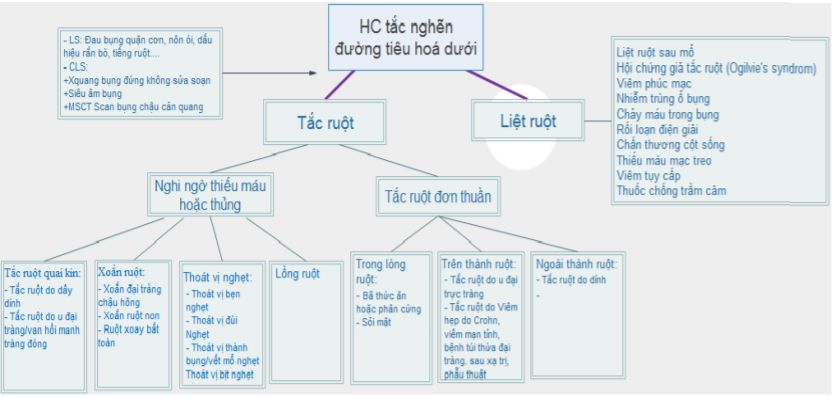 HC tắc nghẽn
đường tiêu hoá dưới
- LS: Đau bụng quặn cơn, nôn ói, dấu
hiệu rắn bò, tiếng ruột....
- CLS:
+Xquang bụng đứng không sửa soạn
+Siêu âm bụng
+MSCT Scan bụng chậu cản quang
Tắc ruột
Liệt ruột
Liệt ruột sau mổ
Hội chứng giả tắc ruột (Ogilvie's syndrom)
Viêm phúc mạc
Nhiễm trùng ổ bụng
Chảy máu trong bụng
Rối loạn điện giải
Chấn thương cột sống
Thiếu máu mạc treo
Viêm tụy cấp
Thuốc chống trầm cảm
Nghi ngờ thiếu máu
hoặc thủng
Tắc ruột đơn thuần
Tắc ruột quai kín:
- Tắc ruột do dây
dính
- Tắc ruột do u đại
tràng/van hồi manh
tràng đóng
Xoắn ruột:
- Xoắn đại tràng
chậu hông
- Xoắn ruột non
- Ruột xoay bất
toàn
Thoát vị nghẹt:
- Thoát vị bẹn
nghẹt
- Thoát vị đùi
Nghẹt
- Thoát vị thành
bụng/vết mổ nghẹt
Thoát vị bịt nghẹt
Lồng ruột
Trong lòng
ruột:
- Bã thức ăn
hoặc phân cứng
- Sỏi mật
Trên thành ruột:
- Tắc ruột do u đại
trực tràng
- Tắc ruột do Viêm
hẹp do Crohn,
viêm mạn tính,
bệnh túi thừa đại
tràng. sau xạ trị,
phẫu thuật
Ngoài thành ruột:
- Tắc ruột do dính
-